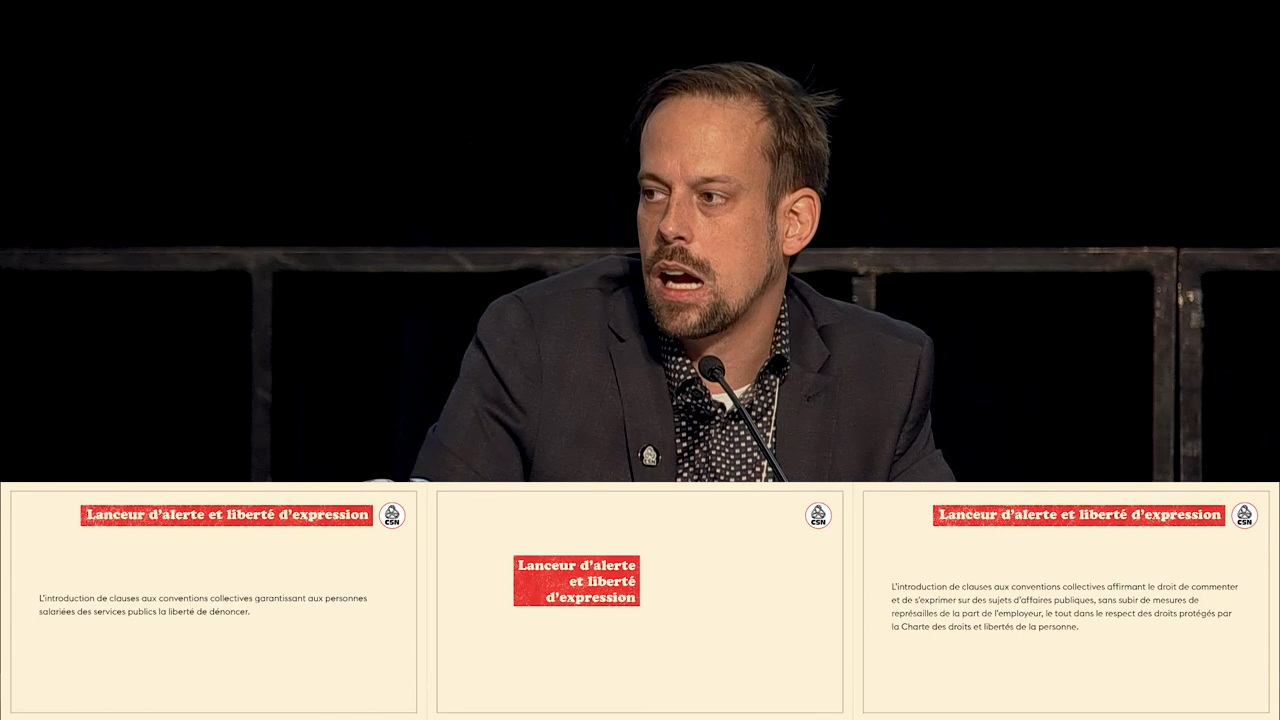 Lanceur d'alerte et liberté d'expression
CSN
L'introduction de clauses aux conventions collectives garantissant aux personnes
salariées des services publics la liberté de dénoncer.
CSN
Lanceur d'alerte
et liberté
d'expression
Lanceur d'alerte et liberté d'expression
CSN
L'introduction de clauses aux conventions collectives affirmant le droit de commenter
et de s'exprimer sur des sujets d'affaires publiques, sans subir de mesures de
représailles de la part de l'employeur, le tout dans le respect des droits protégés par
la Charte des droits et libertés de la personne.